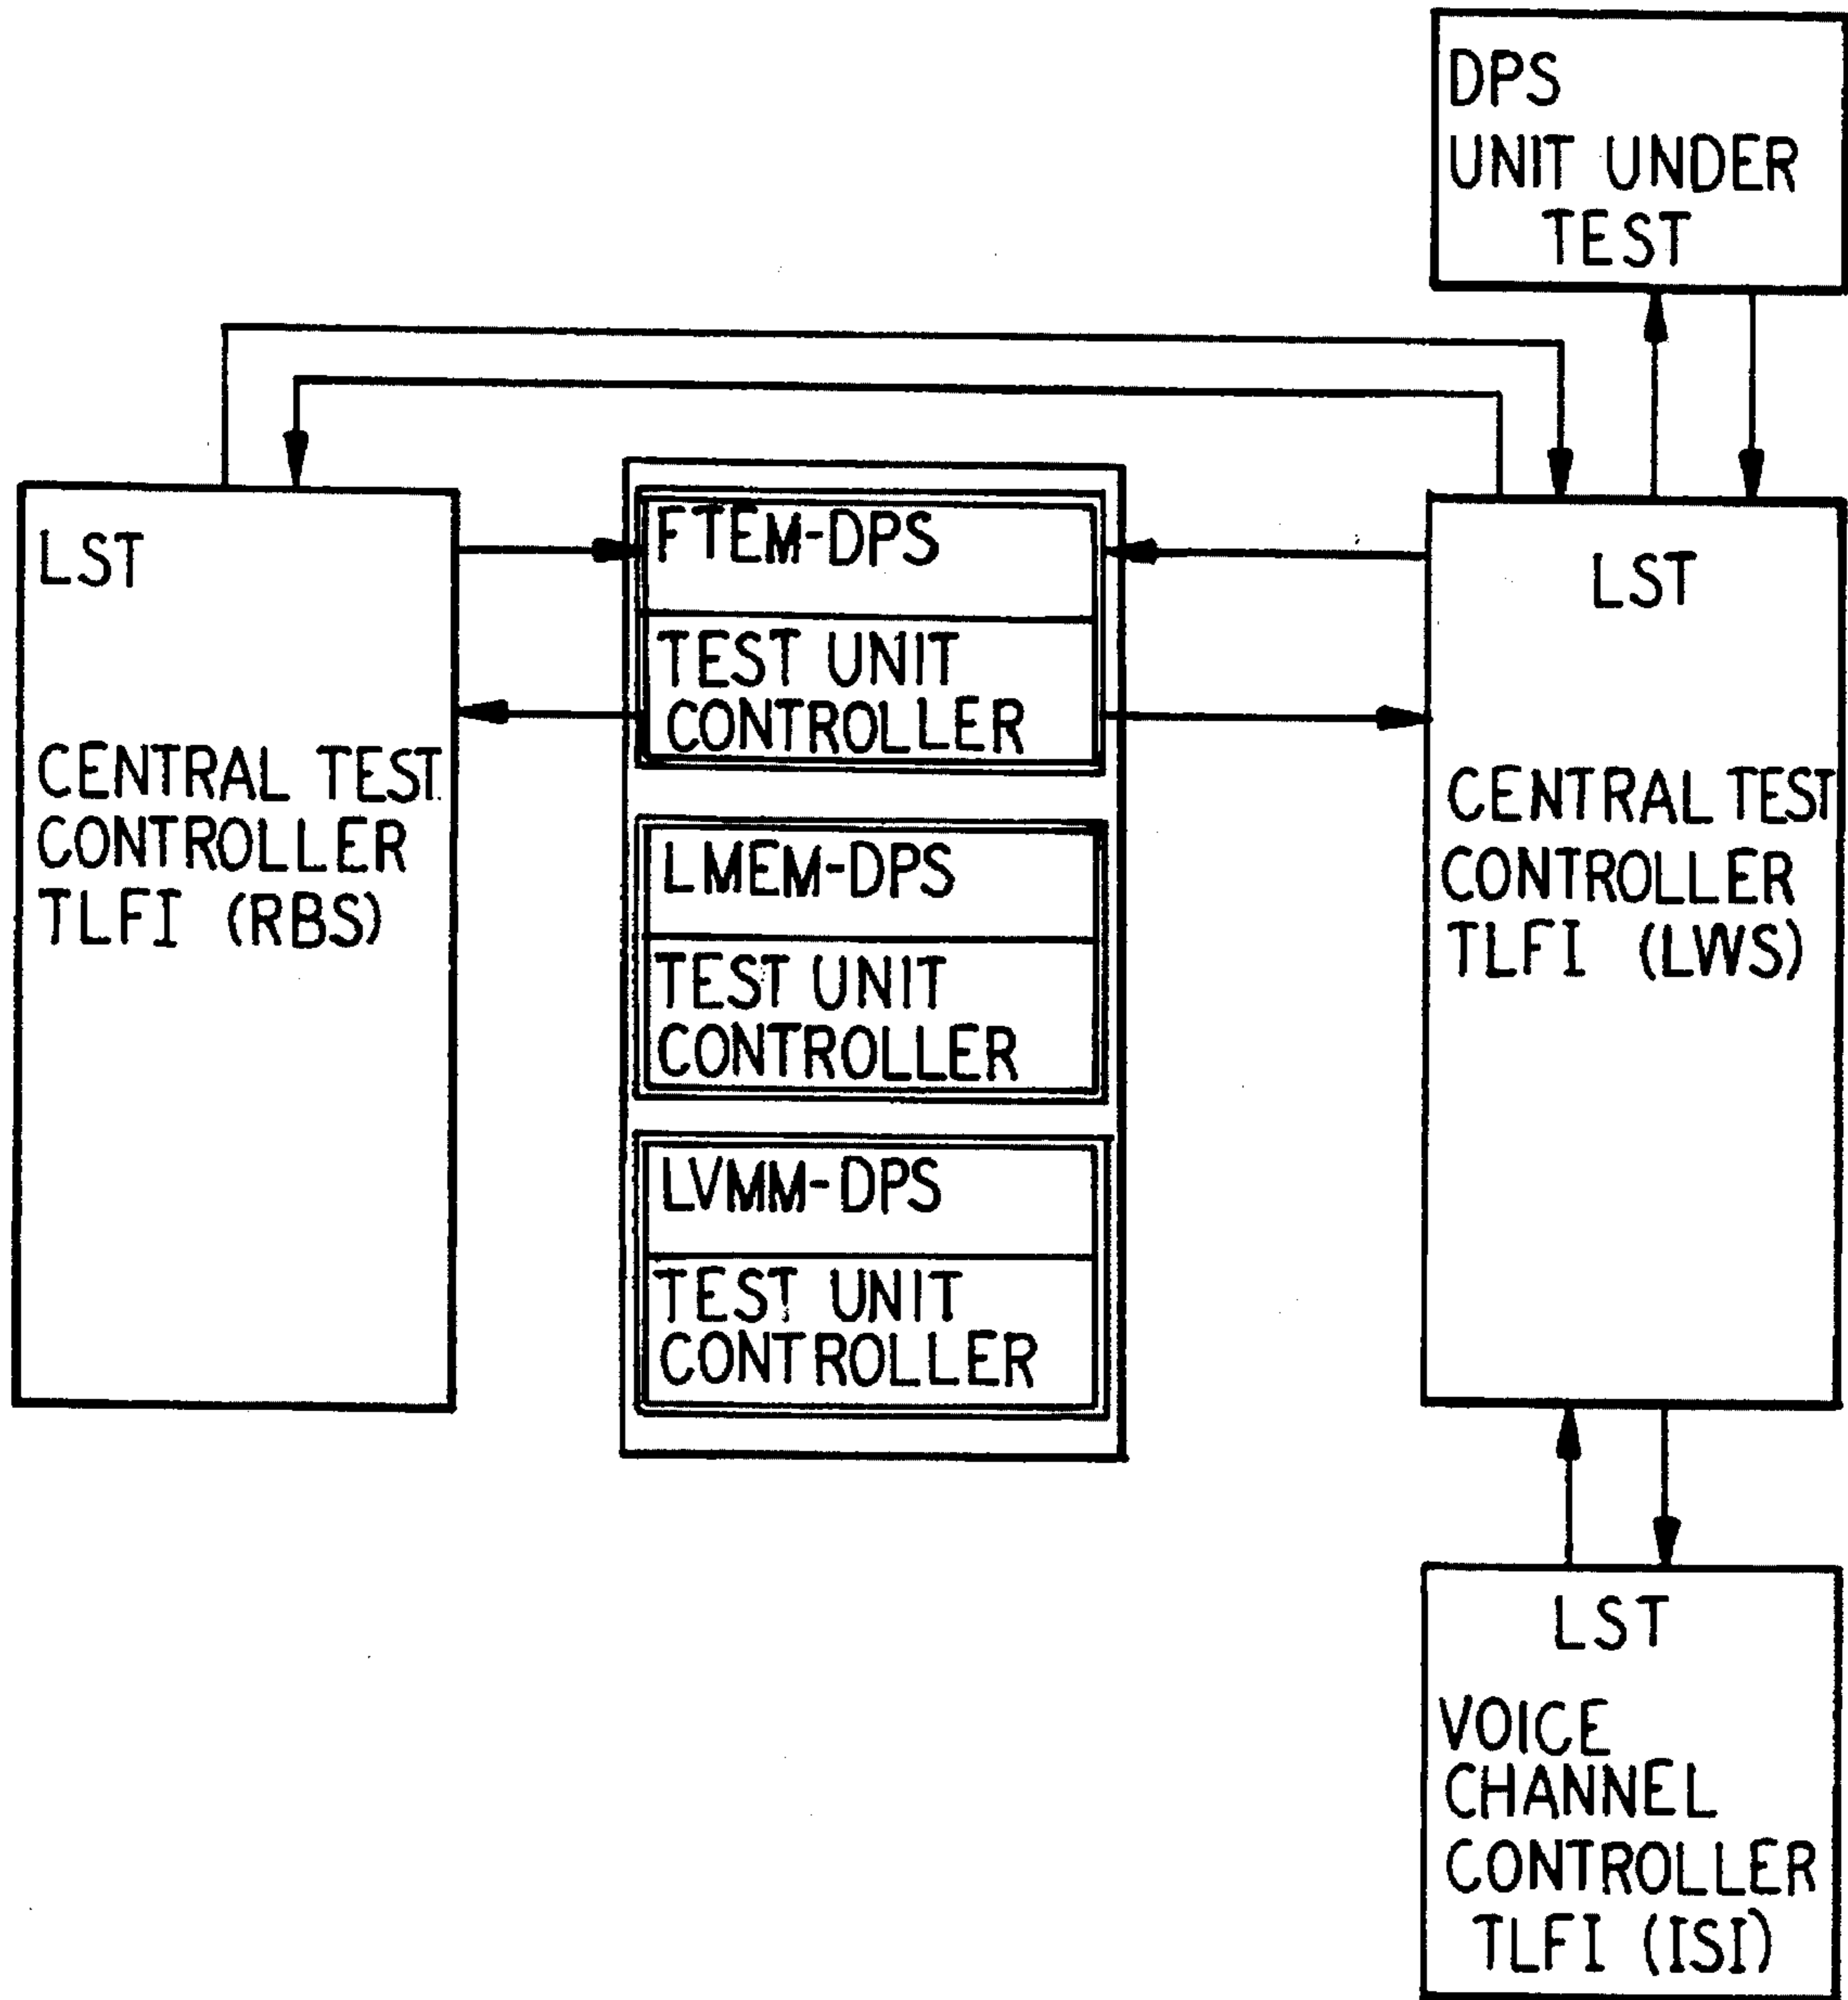 DPS
UNIT UNDER
TEST
LST
CENTRAL TEST
CONTROLLER
TLFI (RBS)
FTEM-DPS
TEST UNIT
CONTROLLER
LMEM-DPS
TEST UNIT
CONTROLLER
LVMM-DPS
TEST UNIT
CONTROLLER
LST
CENTRAL TEST
CONTROLLER
TLFI (LWS)
LST
VOICE
CHANNEL
CONTROLLER
TLFI (ISI)